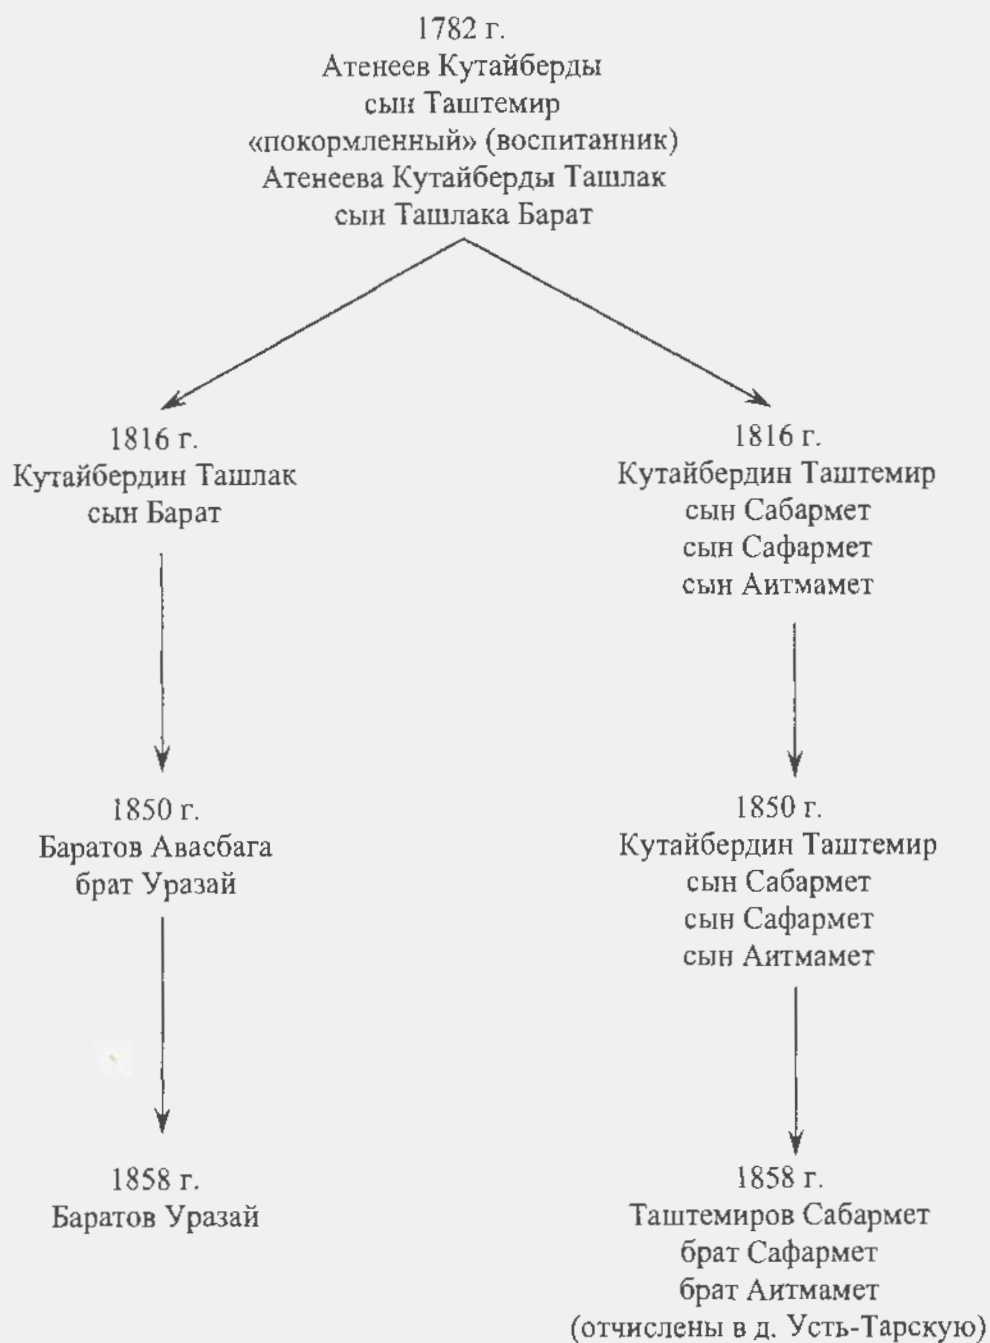 1782 г.
Атенеев Кутайберды
сын Таштемир
«покормленный» (воспитанник)
Атенеева Кутайберды Ташлак
сын Ташлака Барат
1816 г.
Кутайбердин Ташлак
сын Барат
1816 г.
Кутайбердин Таштемир
сын Сабармет
сын Сафармет
сын Аитмамет
1850 г.
Баратов Авасбага
брат Уразай
1850 г.
Кутайбердин Таштемир
сын Сабармет
сын Сафармет
сын Аитмамет
1858 г.
Баратов Уразай
1858 г.
Таштемиров Сабармет
брат Сафармет
брат Аитмамет
(отчислены в д. Усть-Тарскую)